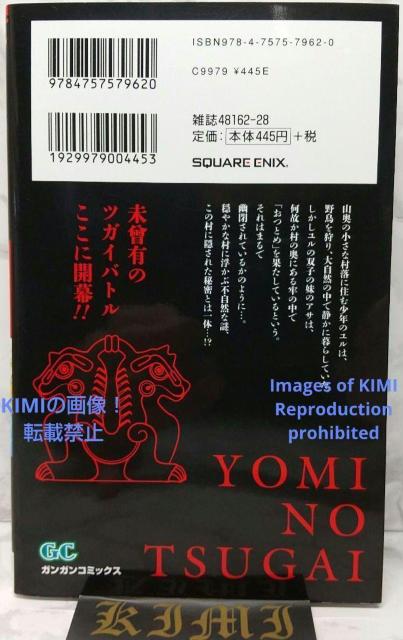 ISBN978-4-7575-7962-0
C9979 ¥445E
9784757579620
雑誌48162-28
定価：本体445円＋税
1929979004453
SQUARE ENIX.
山奥の小さな村落に住む少年のユルは、
野鳥を狩り、大自然の中で静かに暮らしていた
しかしユルの双子の妹のアサは、
何故か村の奥にある牢の中で
「おつとめ」を果たしているという。
それはまるで
幽閉されているかのように…。
穏やかな村に浮かぶ不自然な謎、
この村に隠された秘密とは一体…!?
未曾有の
ツガイバトル
ここに開幕!!
KIMIの画像！
転載禁止
Images of KIMI
Reproduction
prohibited
YOMI
NO
TSUGAI
GC
ガンガンコミックス
KIMI